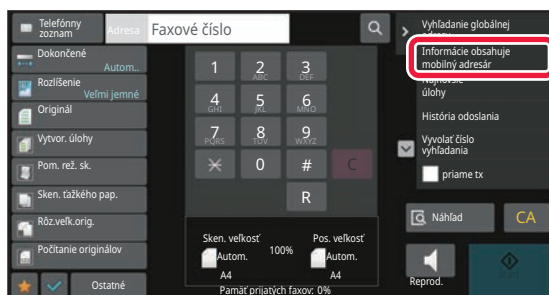 Telefónny
zoznam
Adresa
Faxové číslo
Dokončené
Autom..
Rozlíšenie
Veľmi jemné
Originál
Vytvor. úlohy
Pom. rež. sk.
Sken. ťažkého pap.
Rôz.veľk.orig.
Počítanie originálov
Ostatné
1
2
ABC
3
DEF
4
GHI
5
JKL
6
MNO
7
PQRS
8
TUV
9
WXYZ
0
#
C
R
Sken. veľkosť
Pos. veľkosť
100%
Autom.
Autom.
A4
A4
Pamäť prijatých faxov: 0%
Vyhľadanie globálnej
Informácie obsahuje
mobilný adresár
úlohy
História odoslania
Vyvolať číslo
vyhľadania
priame tx
Náhľad
CA
Reprod.
Štart